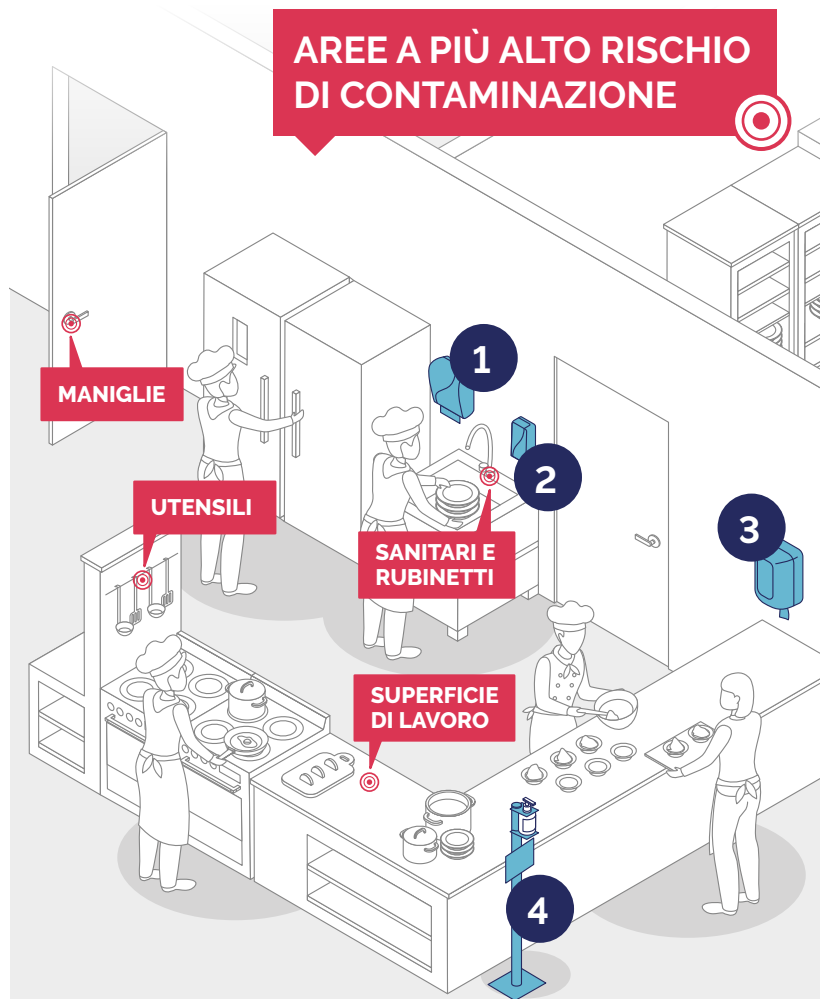 AREE A PIÙ ALTO RISCHIO
DI CONTAMINAZIONE
1
MANIGLIE
2
UTENSILI
3
SANITARI E
RUBINETTI
SUPERFICIE
DI LAVORO
4